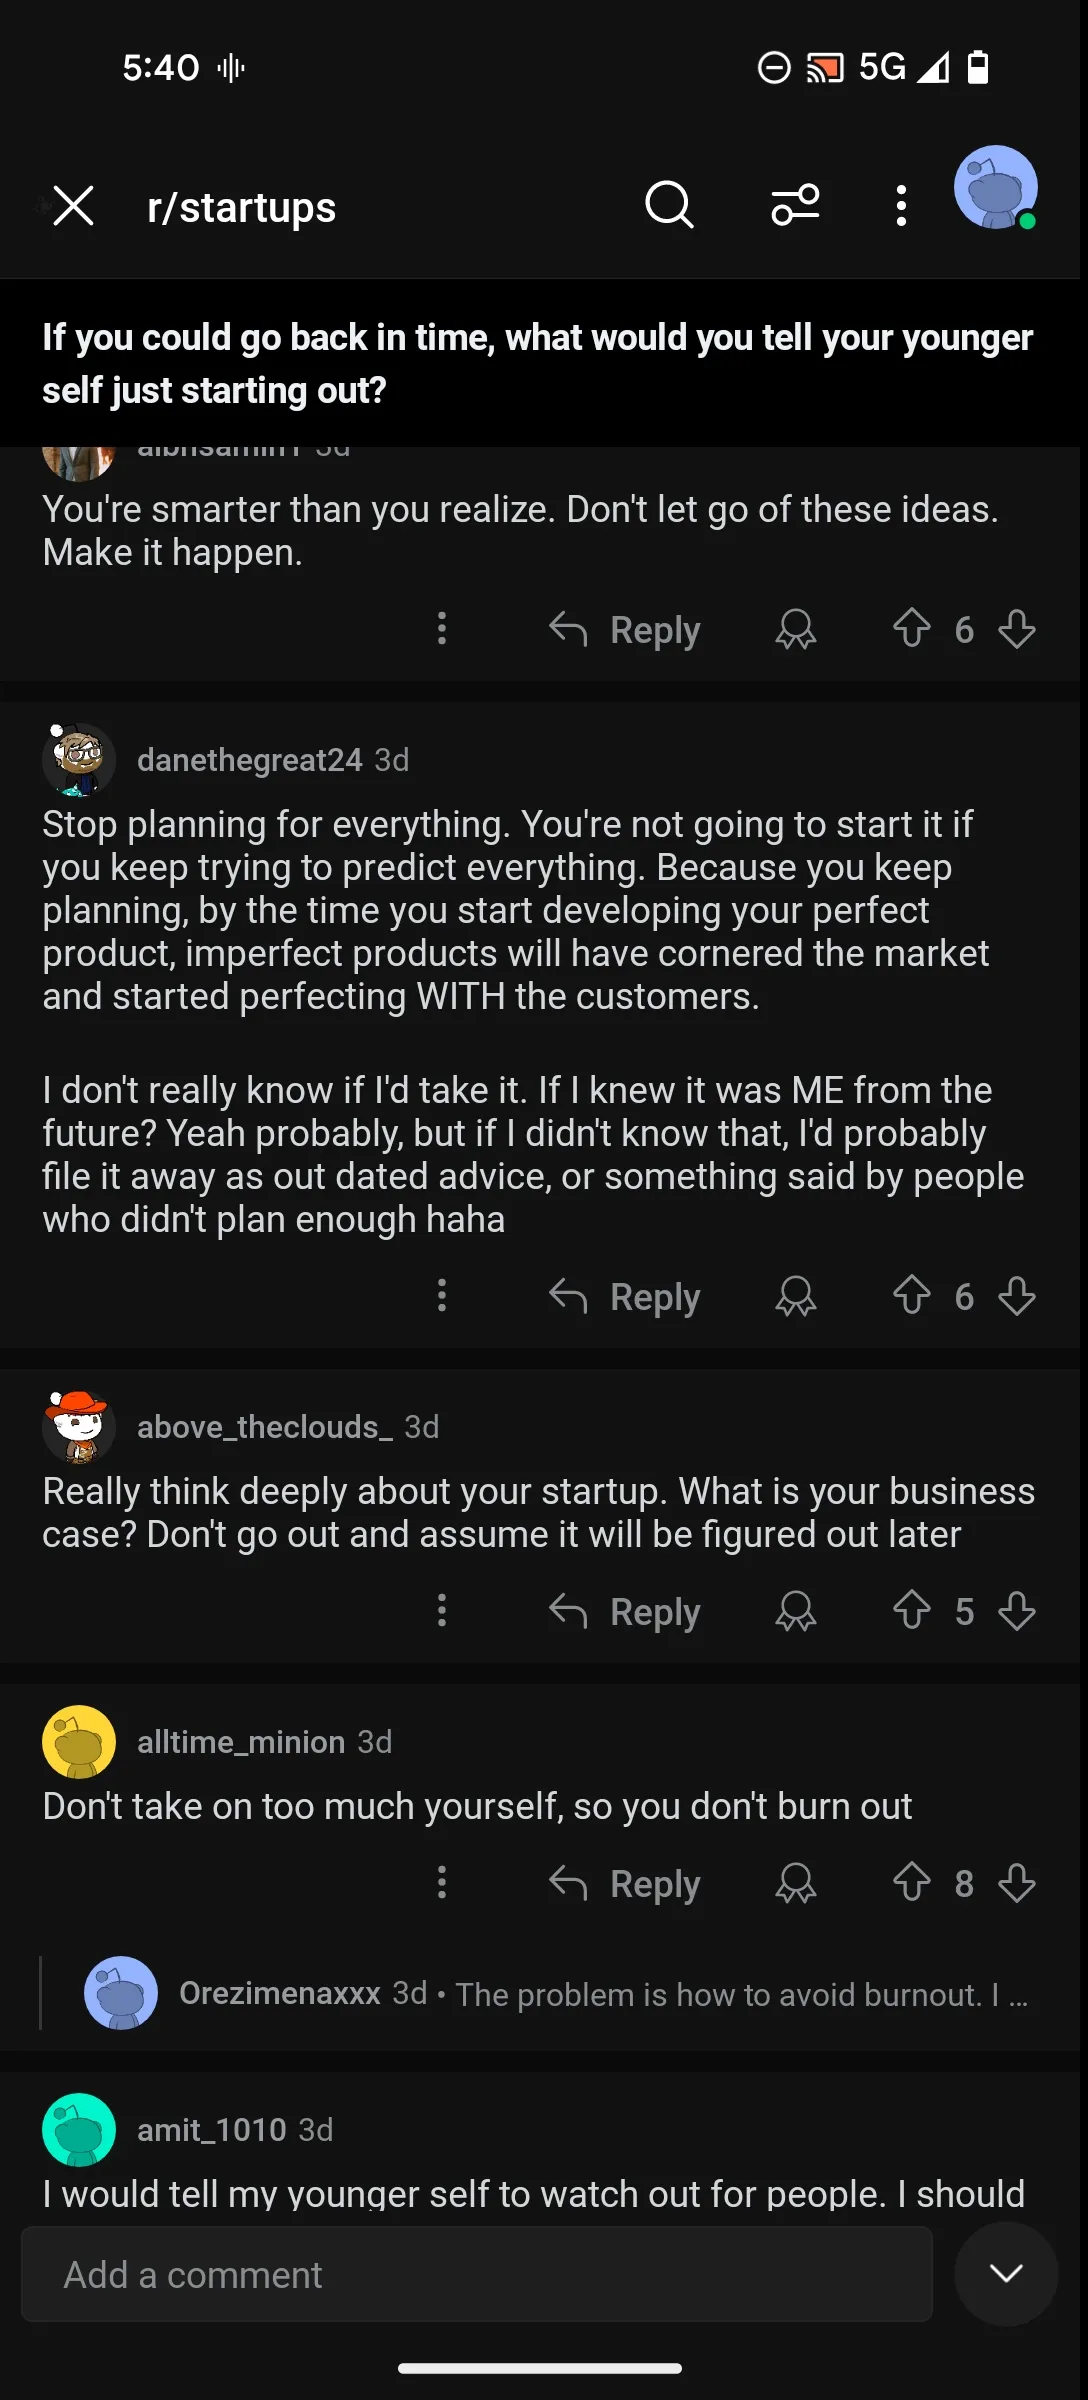 5:40
5G
r/startups
If you could go back in time, what would you tell your younger
self just starting out?
3d
You're smarter than you realize. Don't let go of these ideas.
Make it happen.
Reply
6
danethegreat24 3d
Stop planning for everything. You're not going to start it if
you keep trying to predict everything. Because you keep
planning, by the time you start developing your perfect
product, imperfect products will have cornered the market
and started perfecting WITH the customers.
I don't really know if I'd take it. If I knew it was ME from the
future? Yeah probably, but if I didn't know that, I'd probably
file it away as out dated advice, or something said by people
who didn't plan enough haha
Reply
6
above_theclouds_ 3d
Really think deeply about your startup. What is your business
case? Don't go out and assume it will be figured out later
Reply
5
alltime_minion 3d
Don't take on too much yourself, so you don't burn out
Reply
8
Orezimenaxxx 3d • The problem is how to avoid burnout. I ...
amit_1010 3d
I would tell my younger self to watch out for people. I should
Add a comment